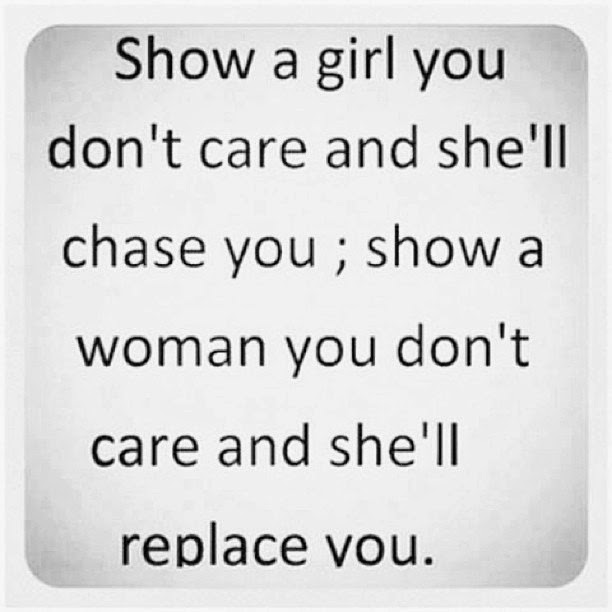 Show a girl you
don't care and she'll
chase you ; show a
woman you don't
care and she'll
replace you.